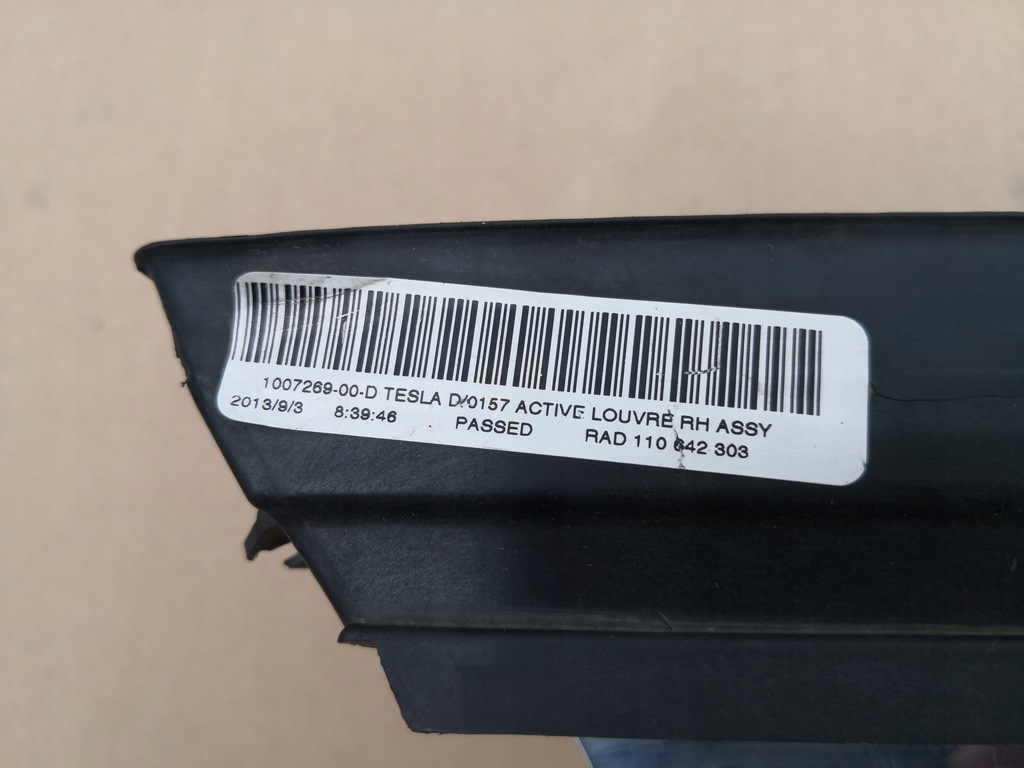 1007269-00-D TESLA D/0157 ACTIVE LOUVRE RH ASSY
2013/9/3 8:39:46 PASSED RAD 110 642 303